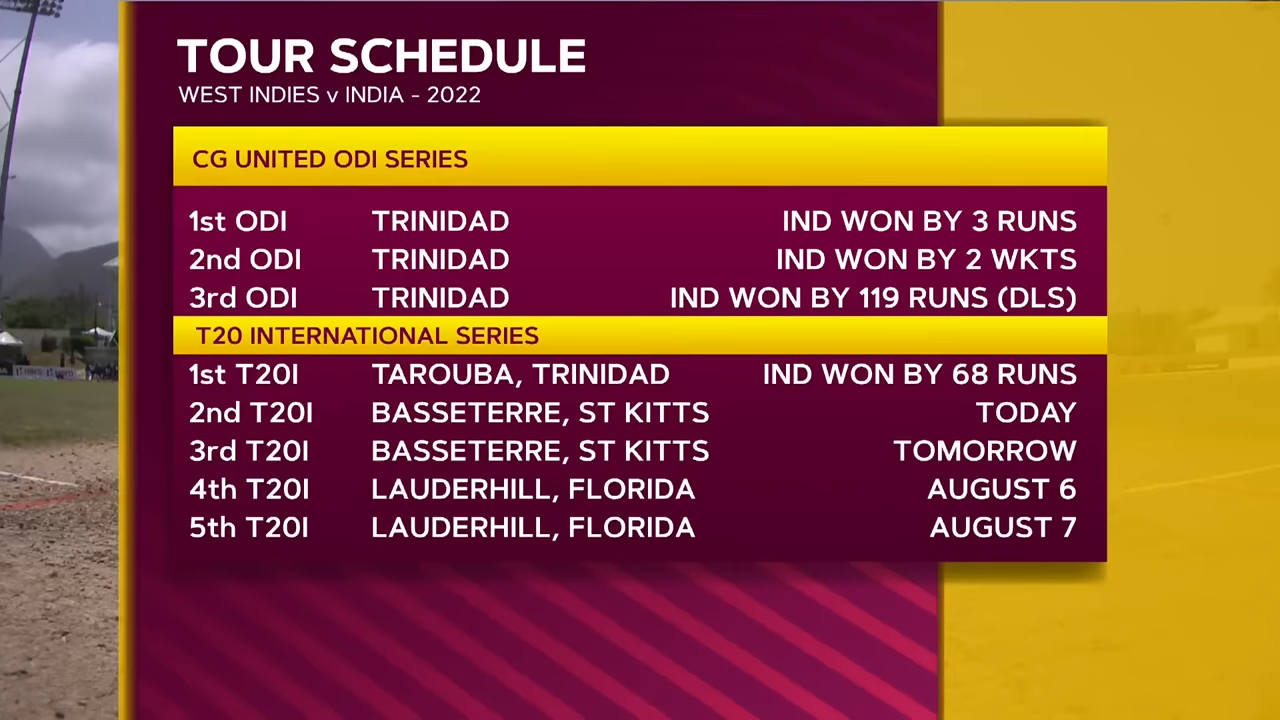 TOUR SCHEDULE
WEST INDIES v INDIA - 2022
CG UNITED ODI SERIES
1st ODI TRINIDAD IND WON BY 3 RUNS
2nd ODI TRINIDAD IND WON BY 2 WKTS
3rd ODI TRINIDAD IND WON BY 119 RUNS (DLS)
T20 INTERNATIONAL SERIES
1st T20I TAROUBA, TRINIDAD IND WON BY 68 RUNS
2nd T20I BASSETERRE, ST KITTS TODAY
3rd T20I BASSETERRE, ST KITTS TOMORROW
4th T20I LAUDERHILL, FLORIDA AUGUST 6
5th T20I LAUDERHILL, FLORIDA AUGUST 7